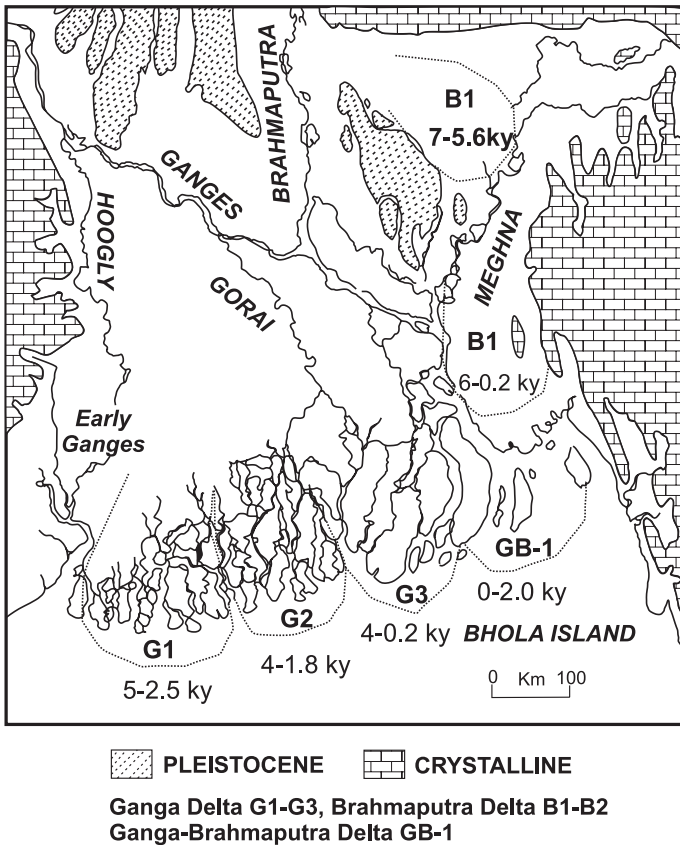 BRAHMAPUTRA
B1
7-5.6ky
GANGES
HOOGLY
MEGHNA
GORAI
B1
6-0.2 ky
Early
Ganges
GB-1
G3
0-2.0 ky
G2
4-0.2 ky
BHOLA ISLAND
G1
4-1.8 ky
5-2.5 ky
0 Km 100
PLEISTOCENE
CRYSTALLINE
Ganga Delta G1-G3, Brahmaputra Delta B1-B2
Ganga-Brahmaputra Delta GB-1